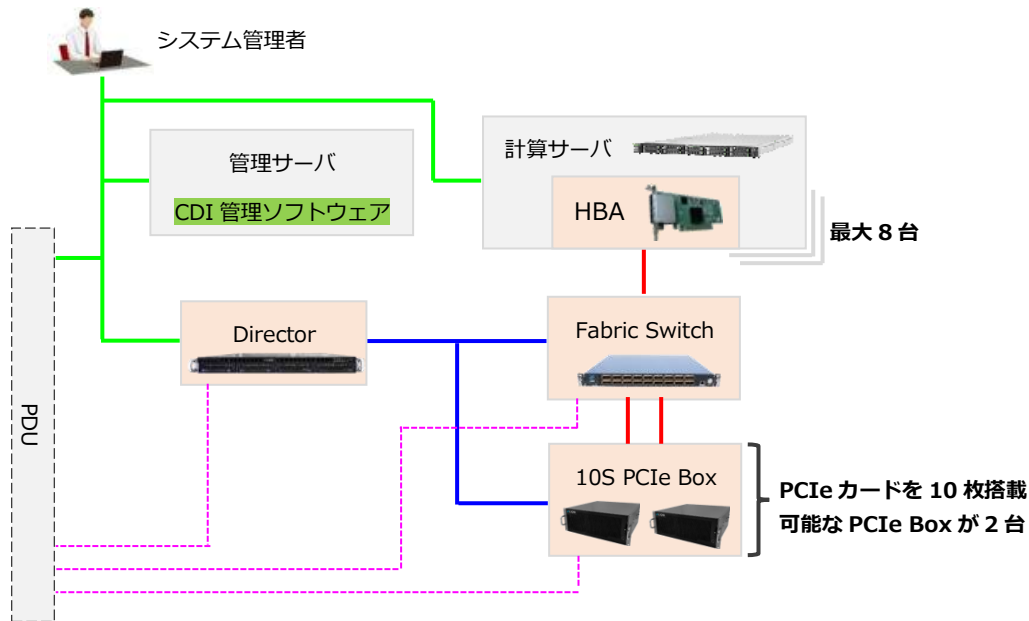 システム管理者
管理サーバ
CDI 管理ソフトウェア
計算サーバ
HBA
最大 8 台
Director
Fabric Switch
PDU
10S PCIe Box
PCIe カードを 10 枚搭載
可能な PCIe Box が 2 台